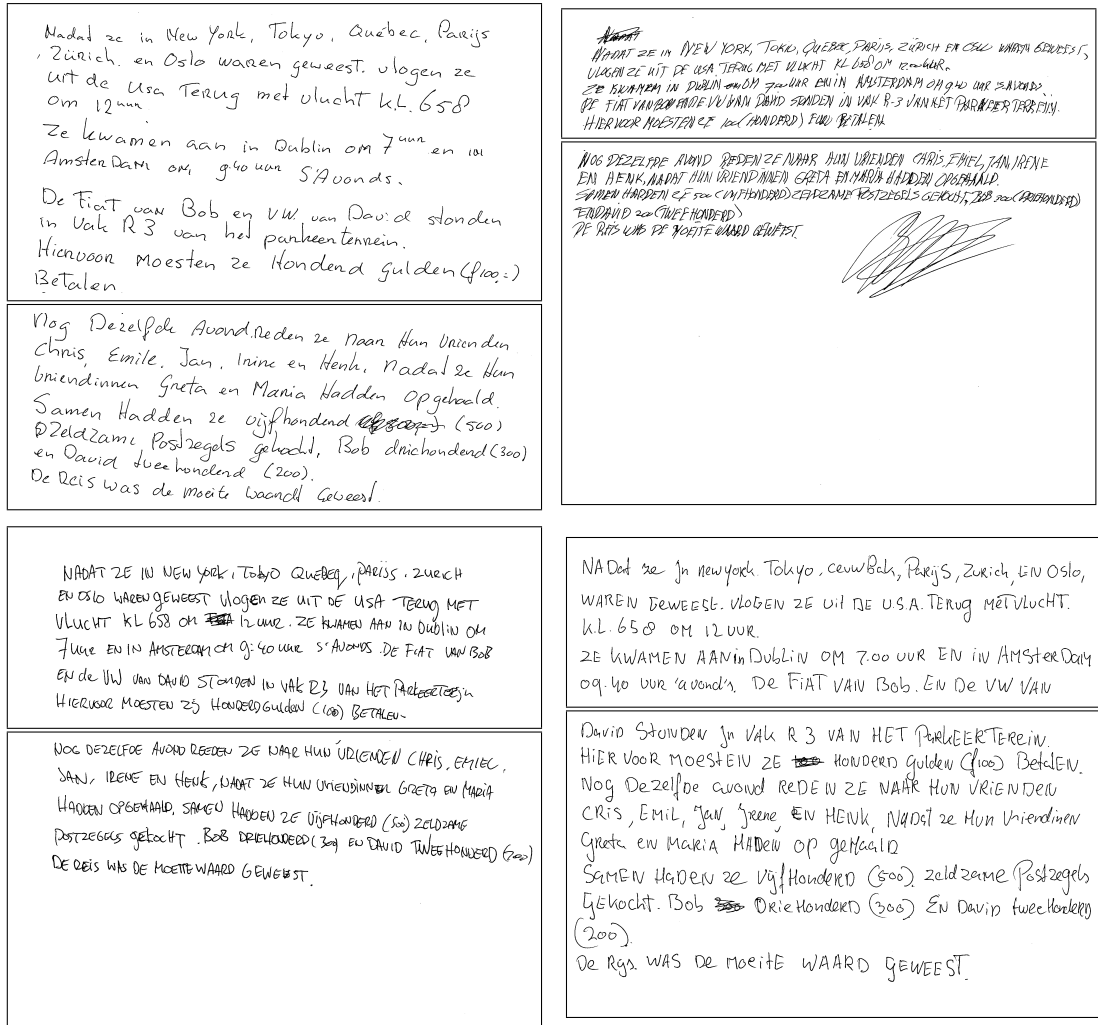 Nadat ze in New York, Tokyo, Québec, Parijs
, Zürich. en Oslo waren geweest. vlogen ze
uit de Usa Terug met vlucht K.L. 658
om 12 uur
Ze kwamen aan in Dublin om 7 uur en in
AmsterDam om, 9:40 uur S'Avonds.
De Fiat van Bob en VW van David stonden
in Vak R 3 van het parkeerterrein.
Hiervoor Moesten ze Honderd gulden (ƒ100,=)
Betalen
Nog Dezelfde Avond.Reden ze naar Hun Vrienden
Chris, Emile, Jan, Irine en Henk, Nadat ze Hun
vriendinnen Greta en Maria Hadden opgehaald.
Samen Hadden ze vijfhonderd (500)
ZeldZame Postzegels gekocht, Bob driehonderd (300)
en David tweehonderd (200).
De Reis was de moeite waardt Geweest.
NADAT ZE IN NEW YORK, TOKIO, QUEBEC, PARIJS, ZÜRICH EN OSLO WAREN GEWEEST,
VLOGEN ZE UIT DE USA TERUG MET VLUCHT KL 658 OM 12.00 UUR.
ZE KWAMEN IN DUBLIN OM 7.00 UUR EN IN AMSTERDAM OM 9.40 UUR S AVONDS.
DE FIAT VAN BOB EN DE VW VAN DAVID STONDEN IN VAK R-3 VAN HET PARKEERTERREIN.
HIERVOOR MOESTEN ZE 100 (HONDERD) BETALEN.
NOG DEZELFDE AVOND REDEN ZE NAAR HUN VRIENDEN CHRIS, EMIEL, JAN, IRENE
EN HENK, NADAT HUN VRIENDINNEN GRETA EN MARIA HADDEN OPGEHAALD.
SAMEN HADDEN ZE 500 (VIJFHONDERD) ZELDZAME POSTZEGELS GEKOCHT, BOB 300 (DRIEHONDERD)
EN DAVID 200 (TWEEHONDERD)
DE REIS WAS DE MOEITE WAARD GEWEEST.
NADAT ZE IN NEW YORK, TOKYO QUEBEQ, PARIJS, ZURICH
EN OSLO WAREN GEWEEST VLOGEN ZE UIT DE USA TERUG MET
VLUCHT KL 658 OM 12 UUR. ZE KWAMEN AAN IN DUBLIN OM
7 UUR EN IN AMSTERDAM OM 9:40 UUR S'AVONDS. DE FIAT VAN BOB
EN de VW VAN DAVID STONDEN IN VAK R3 VAN HET
HIERVOOR MOESTEN ZIJ HONDERD GULDEN (100) BETALEN-
NOG DEZELFDE AVOND REEDEN ZE NAAR HUN VRIENDEN CHRIS, EMIEL,
JAN, IRENE EN HENK, NADAT ZE HUN VRIENDINNEN GRETA EN MARIA
HADDEN OPGEHAALD, SAMEN HADDEN ZE VIJFHONDERD (500) ZELDZAME
POSTZEGELS gEKOCHT. BOB DRIEHONDERD (300) EN DAVID TWEEHONDERD (200)
DE REIS WAS DE MOEITE WAARD GEWEEST.
NADat ze In newyork Tokyo, ceuwBak, ParijS, Zurich, EN Oslo,
WAREN GEWEEST. VLOGEN ZE Uit DE U.S.A. TERug MET VLUCHT.
K.L. 658 OM 12 UUR.
ZE KWAMEN AAN in Dublin OM 7.00 UUR EN in AMSterDam
09.40 UUR 'avond's. De FiAT VAN Bob. EN De VW VAN
David STONDEN In VAK R 3 VAN HET PARKEERTerein.
HiER VOOR MOESTEN ZE HONDERD Gulden (ƒ100) BetaleN.
NOG DEZelfDe avond REDEN ZE NAAR HUN VRIENDEN
CRIS, EMIL, Jan, Irene, EN HENK, NAdat ze Hun Vriendinen
Greta en MARIA HADEN OP geHaalD
SAMEN HADEN ZE VijfHonderD (500) ZeldZame Postzegels
GEKOCHT. Bob DRieHonderD (300) EN David tweeHonderD
(200).
De Rijs. WAS De MOEITE WAARD GEWEEST.